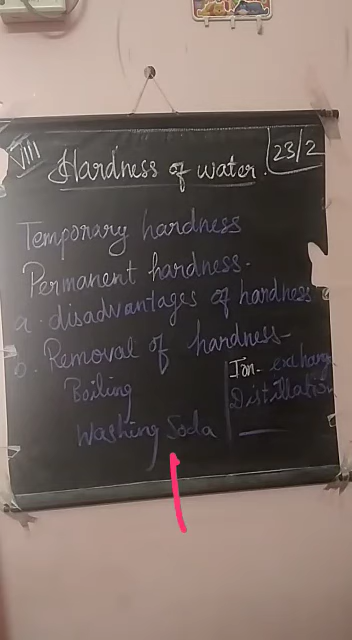 VIII
Hardness of water.
23/2
Temporary hardness
Permanent hardness.
a. disadvantages of hardness
b. Removal of hardness-
Boiling
Washing Soda
Ion. exchange
Distillation